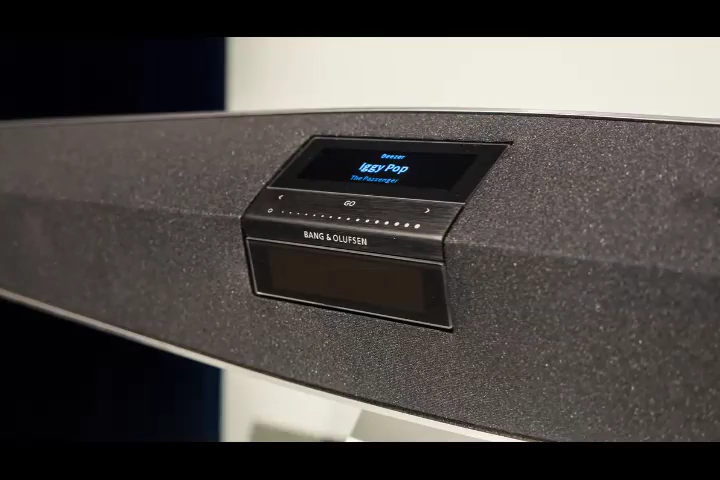 Deezer
Iggy Pop
The Passenger
GO
BANG & OLUFSEN